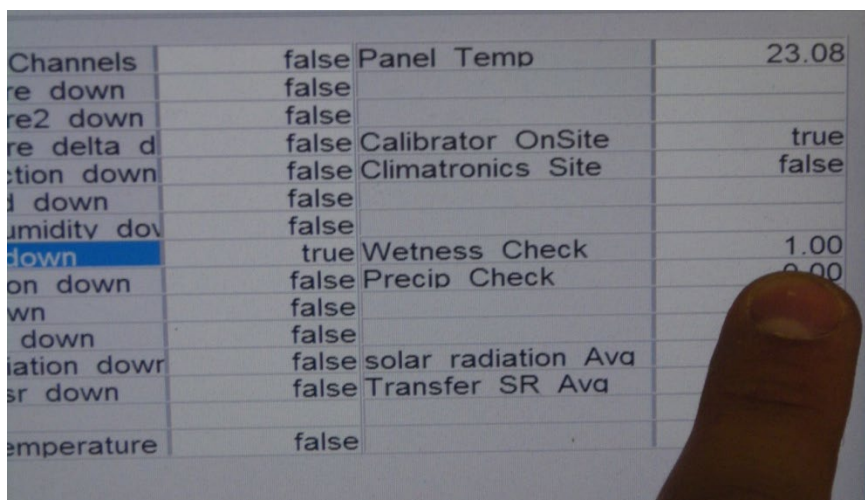 Channels false Panel Temp 23.08
re down false
re2 down false
re delta d false Calibrator OnSite true
ction down false Climatronics Site false
d down false
umidity dov false
down true Wetness Check 1.00
on down false Precip Check 0.00
wn false
down false
iation dowr false solar radiation Avg
sr down false Transfer SR Avg
emperature false